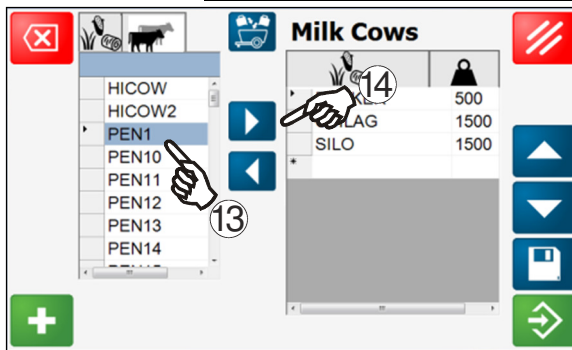 Milk Cows
HICOW
HICOW2
PEN1
PEN10
PEN11
PEN12
PEN13
PEN14
500
1500
SILO 1500
13
14